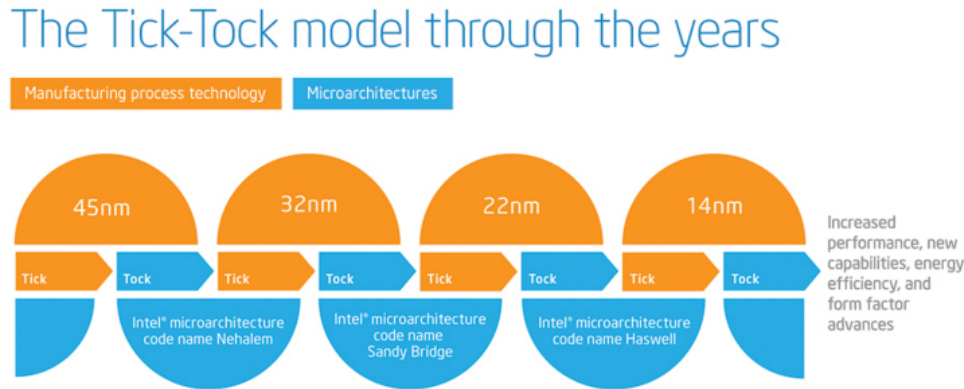 The Tick-Tock model through the years
Manufacturing process technology
Microarchitectures
45nm
32nm
22nm
14nm
Tick
Tock
Tick
Tock
Tick
Tock
Tick
Tock
Intel® microarchitecture
code name Nehalem
Intel® microarchitecture
code name
Sandy Bridge
Intel® microarchitecture
code name Haswell
Increased
performance, new
capabilities, energy
efficiency, and
form factor
advances